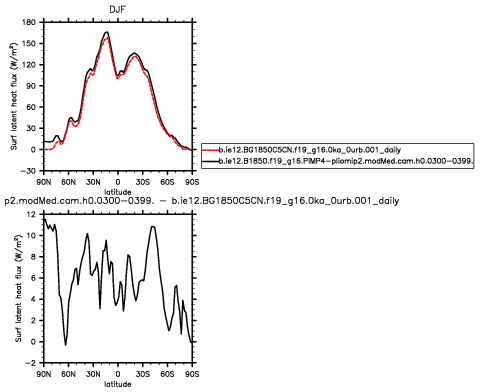 DJF
Surf latent heat flux (W/m²)
180
150
120
90
60
30
0
−30
90N 60N 30N 0 30S 60S 90S
latitude
b.ie12.BG1850C5CN.f19_g16.0ka_0urb.001_daily
b.ie12.B1850.f19_g16.PlMP4−pliomip2.modMed.cam.h0.0300−0399.
p2.modMed.cam.h0.0300−0399. − b.ie12.BG1850C5CN.f19_g16.0ka_0urb.001_daily
Surf latent heat flux (W/m²)
12
10
8
6
4
2
0
−2
90N 60N 30N 0 30S 60S 90S
latitude